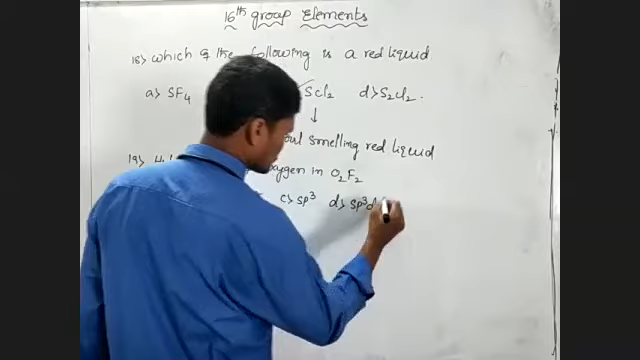 16th group Elements
18> which of the following is a red liquid
a> SF4 SCl2 d> S2Cl2.
↓
foul smelling red liquid
19> oxygen in O2F2
c> sp3 d> sp3d